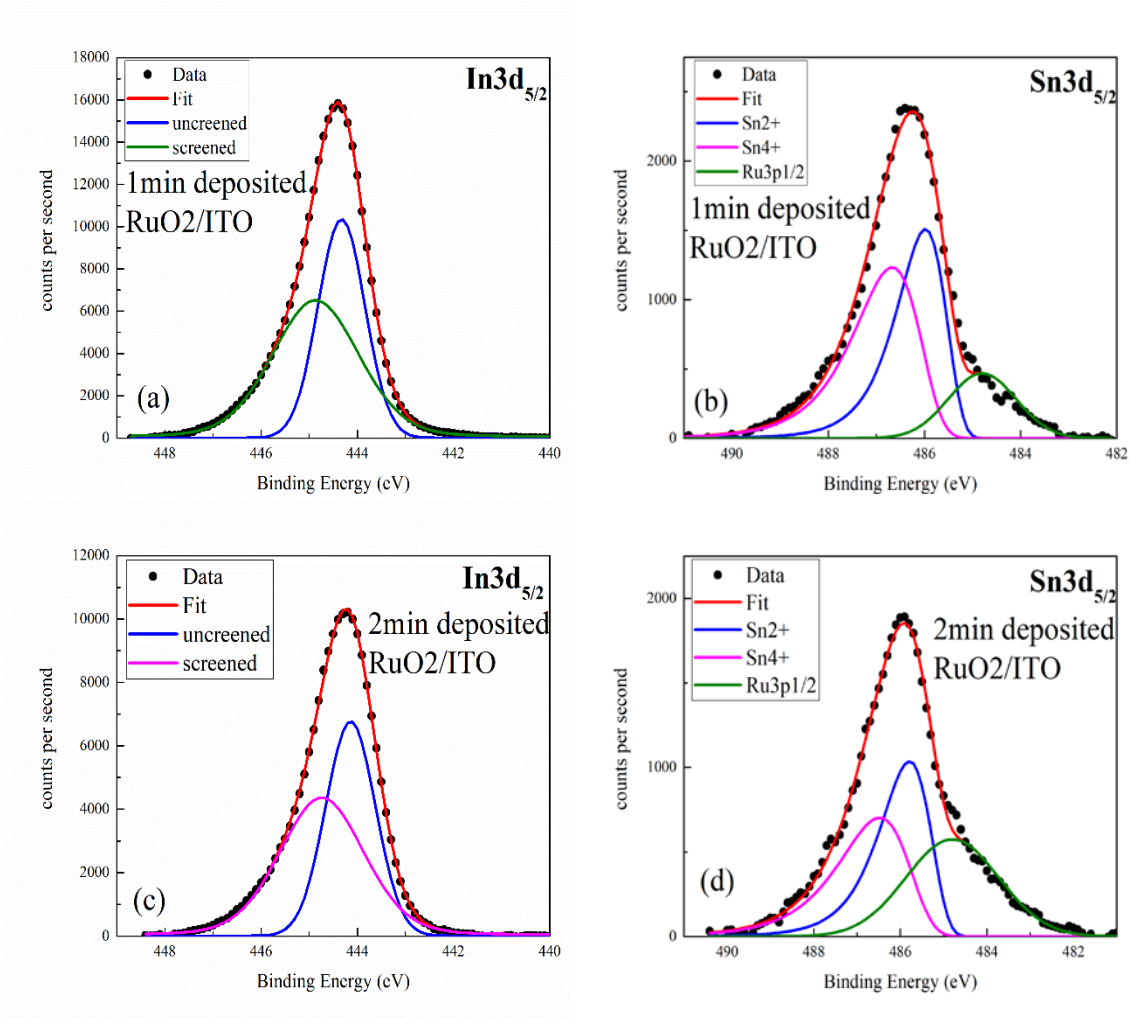 In3d5/2
Data
Fit
uncreened
screened
1min deposited
RuO2/ITO
(a)
counts per second
18000
16000
14000
12000
10000
8000
6000
4000
2000
0
448
446
444
442
440
Binding Energy (eV)
Sn3d5/2
Data
Fit
Sn2+
Sn4+
Ru3p1/2
1min deposited
RuO2/ITO
(b)
counts per second
2000
1000
0
490
488
486
484
482
Binding Energy (eV)
In3d5/2
Data
Fit
uncreened
screened
2min deposited
RuO2/ITO
(c)
counts per second
12000
10000
8000
6000
4000
2000
0
448
446
444
442
440
Binding Energy (eV)
Sn3d5/2
Data
Fit
Sn2+
Sn4+
Ru3p1/2
2min deposited
RuO2/ITO
(d)
counts per second
2000
1000
0
490
488
486
484
482
Binding Energy (eV)